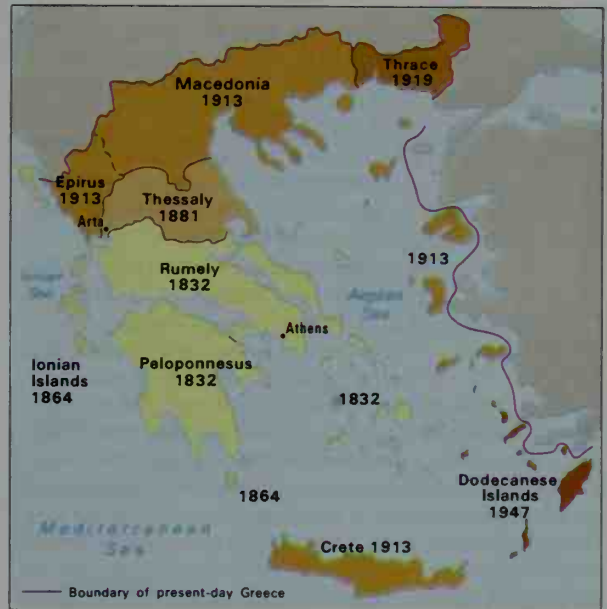 Thrace
1919
Macedonia
1913
Epirus
1913
Thessaly
1881
Arta
1913
Rumely
1832
Ionian
Sea
Aegean
Sea
Athens
Ionian
Islands
1864
Peloponnesus
1832
1832
1864
Dodecanese
Islands
1947
Mediterranean
Sea
Crete 1913
Boundary of present-day Greece